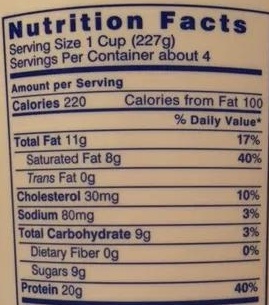 Nutrition Facts
Serving Size 1 Cup (227g)
Servings Per Container about 4
Amount per Serving
Calories 220 Calories from Fat 100
% Daily Value*
Total Fat 11g 17%
Saturated Fat 8g 40%
Trans Fat 0g
Cholesterol 30mg 10%
Sodium 80mg 3%
Total Carbohydrate 9g 3%
Dietary Fiber 0g 0%
Sugars 9g
Protein 20g 40%